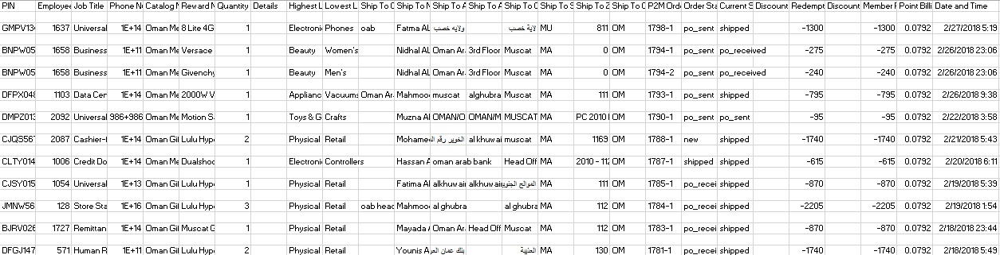 PIN Employee Job Title Phone Nu Catalog N Reward N Quantity Details Highest L Lowest L Ship To C Ship To N Ship To A Ship To A Ship To C Ship To S Ship To Z Ship To C P2M Orde Order Sta Current S Discount Redempt Discount Member F Point Billi Date and Time
GMPV13 1637 Universal 1E+14 Oman Me 8 Lite 4G 1 Electroni Phones oab Fatma AL ولايه خصب لاية خصب MU 811 OM 1798-1 po_sent shipped -1300 -1300 0.0792 2/27/2018 5:19
BNPW05 1658 Business 1E+11 Oman Me Versace 1 Beauty Women's Nidhal AL Oman Ar 3rd Floor Muscat MA 0 OM 1794-1 po_sent po_received -275 -275 0.0792 2/26/2018 23:06
BNPW05 1658 Business 1E+11 Oman Me Givenchy 1 Beauty Men's Nidhal AL Oman Ar 3rd Floor Muscat MA 0 OM 1794-2 po_sent po_received -240 -240 0.0792 2/26/2018 23:06
DFPX048 1103 Data Cen 1E+14 Oman Me 2000W V 1 Applianc Vacuums Oman Ar Mahmoo muscat alghubra Muscat MA 111 OM 1793-1 po_sent shipped -795 -795 0.0792 2/26/2018 9:38
DMPZ013 2092 Universal 986+986 Oman Me Motion S 1 Toys & G Crafts Muzna Al OMAN/O OMAN/M MUSCAT MA PC 2010 OM 1790-1 po_sent po_sent -95 -95 0.0792 2/22/2018 3:58
CJQS567 2087 Cashier-I 1E+14 Oman Me Lulu Hype 2 Physical Retail Mohame الخوير رقم ال al khuwai muscat MA 1169 OM 1788-1 new shipped -1740 -1740 0.0792 2/21/2018 5:43
CLTY014 1006 Credit Do 1E+14 Oman Me Dualshoc 1 Electroni Controllers Hassan A oman arab bank Head Off MA 2010 - 112 OM 1787-1 shipped shipped -615 -615 0.0792 2/20/2018 6:11
CJSY015 1054 Universal 1E+13 Oman Gif Lulu Hype 1 Physical Retail Fatima Al alkhuwair alkhuwair الموالح الجنوبي MA 111 OM 1785-1 po_recei shipped -870 -870 0.0792 2/19/2018 5:39
JMNW56 128 Store Sta 1E+16 Oman Gif Lulu Hype 3 Physical Retail oab head Mahmoo al ghubra al ghubra MA 112 OM 1784-1 po_recei shipped -2205 -2205 0.0792 2/19/2018 1:54
BJRV026 1727 Remittan 1E+14 Oman Gif Muscat G 1 Physical Retail Mayada Oman Ar Head Off Muscat MA 112 OM 1783-1 po_recei shipped -870 -870 0.0792 2/18/2018 23:44
DFGJ147 571 Human R 1E+11 Oman Gif Lulu Hype 2 Physical Retail Younis A بنك عمان العر العذيبة MA 130 OM 1781-1 po_recei shipped -1740 -1740 0.0792 2/18/2018 5:49